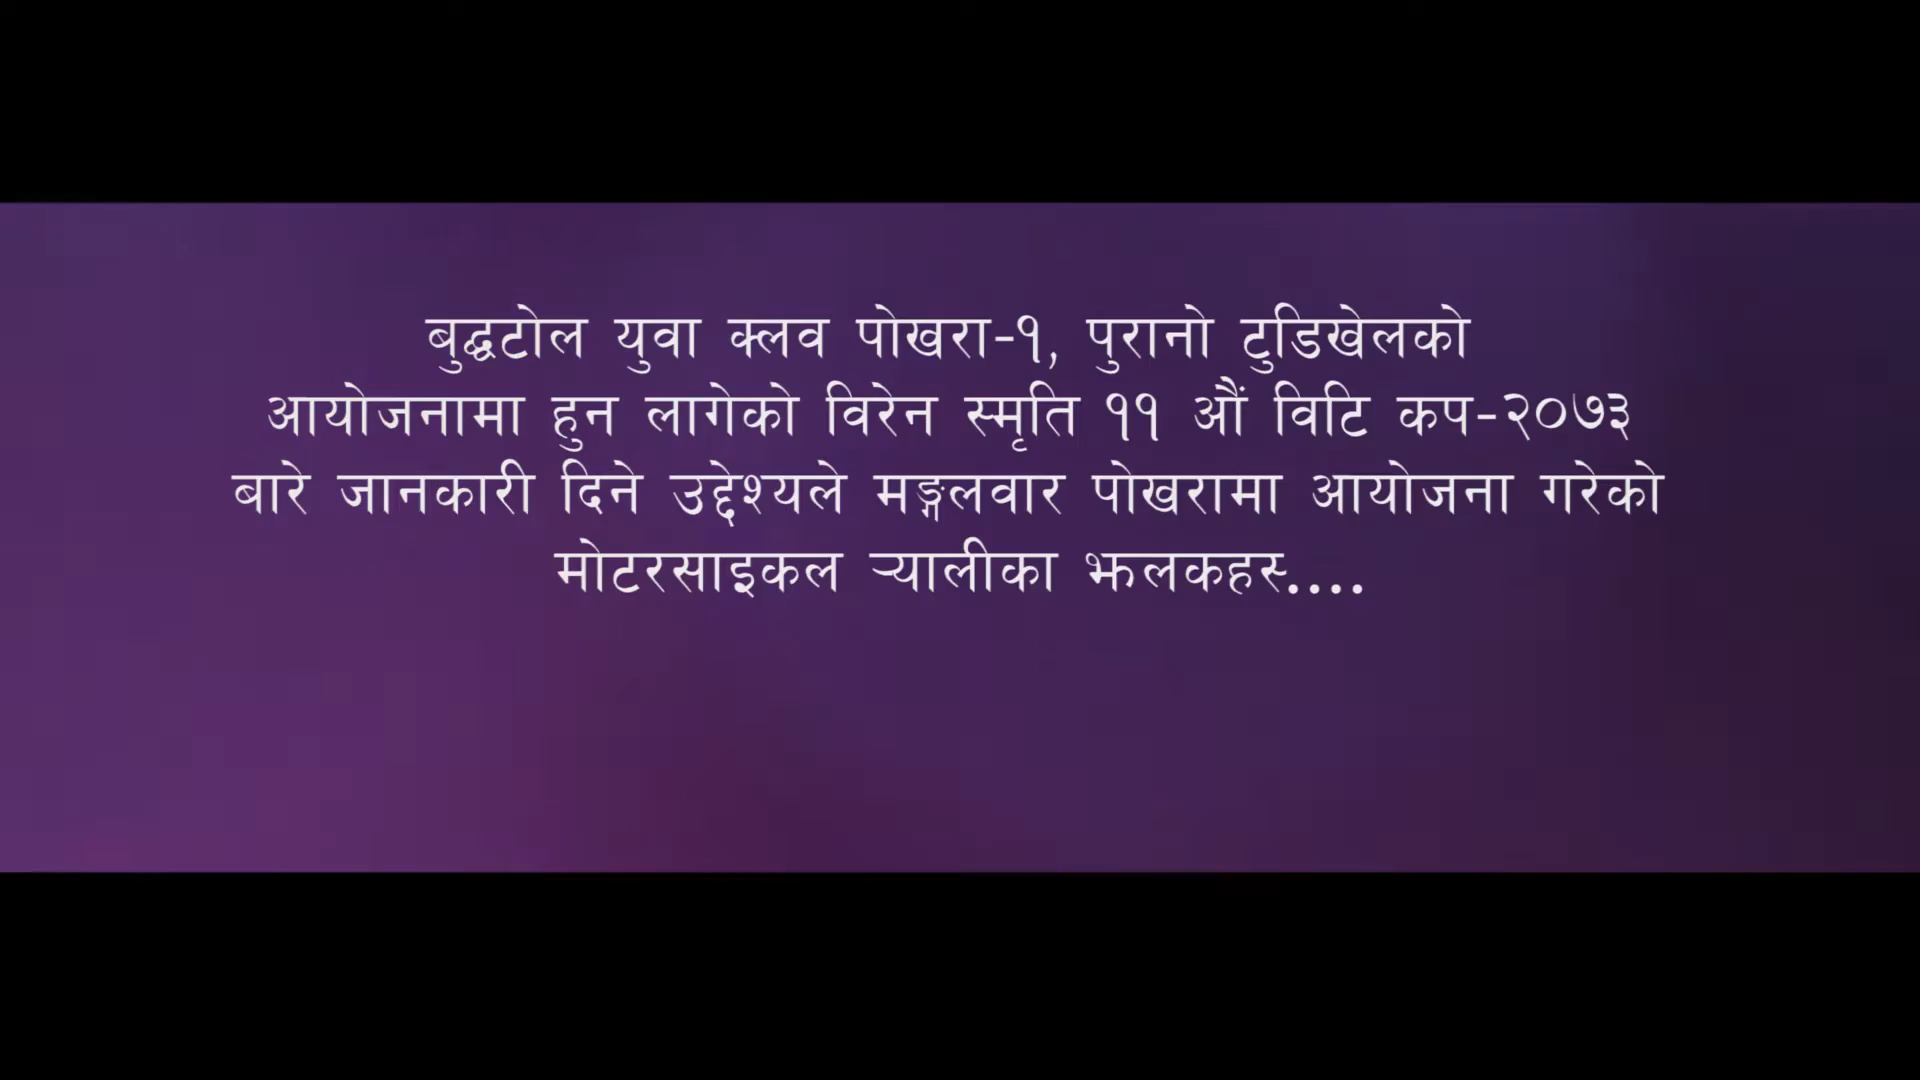 बुद्धटोल युवा क्लव पोखरा-१, पुरानो टुडिखेलको
आयोजनामा हुन लागेको विरेन स्मृति ११ औं विटि कप-२०७३
बारे जानकारी दिने उद्देश्यले मङ्गलवार पोखरामा आयोजना गरेको
मोटरसाइकल र्‍यालीका झलकहरु....